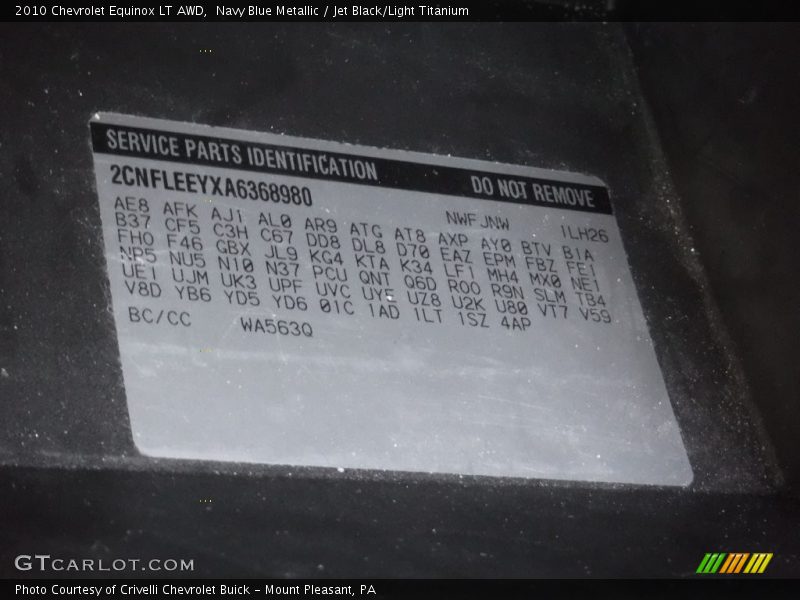 2010 Chevrolet Equinox LT AWD,  Navy Blue Metallic / Jet Black/Light Titanium
SERVICE PARTS IDENTIFICATION DO NOT REMOVE
2CNFLEEYXA6368980 NWFJNW 1LH26
AE8 AFK AJ1 AL0 AR9 ATG AT8 AXP AY0 BTV B1A
B37 CF5 C3H C67 DD8 DL8 D70 EAZ EPM FBZ FE1
FHO F46 GBX JL9 KG4 KTA K34 LF1 MH4 MX0 NE1
NP5 NU5 N10 N37 PCU QNT Q6D R00 R9N SLM TB4
UE1 UJM UK3 UPF UVC UYE UZ8 U2K U80 VT7 V59
V8D YB6 YD5 YD6 01C 1AD 1LT 1SZ 4AP
BC/CC WA563Q
GTCARLOT.COM
Photo Courtesy of Crivelli Chevrolet Buick - Mount Pleasant, PA